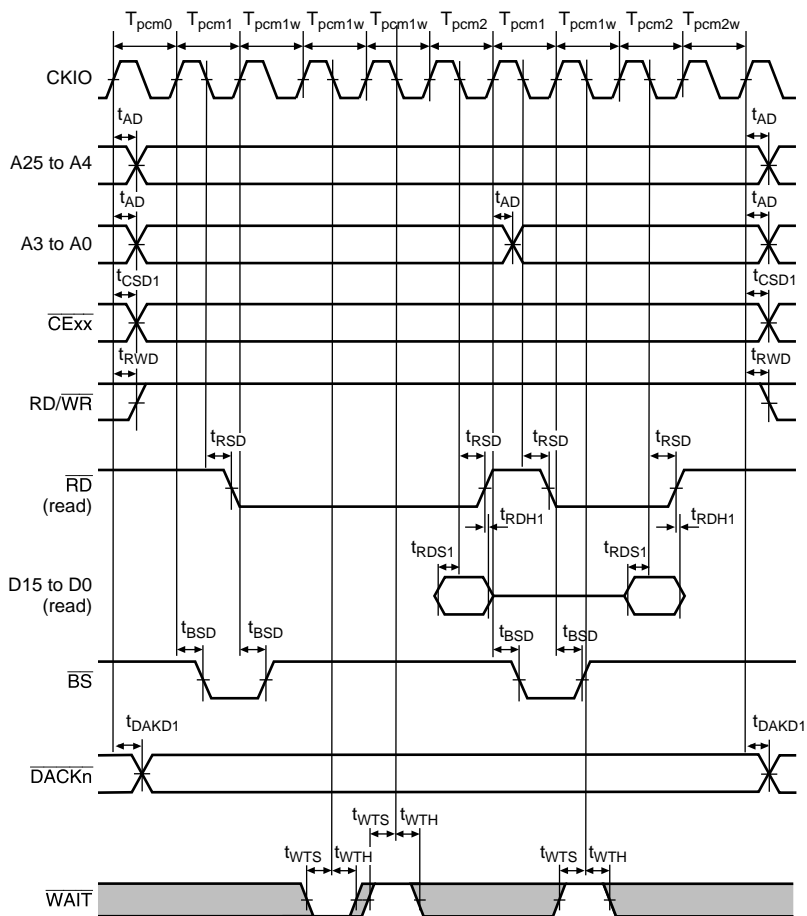 Tpcm0 Tpcm1 Tpcm1w Tpcm1w Tpcm1w Tpcm2 Tpcm1 Tpcm1w Tpcm2 Tpcm2w
CKIO
tAD tAD
A25 to A4
tAD tAD tAD
A3 to A0
tCSD1 tCSD1
CExx
tRWD tRWD
RD/WR
tRSD tRSD tRSD tRSD
RD
(read)
tRDH1 tRDH1
tRDS1 tRDS1
D15 to D0
(read)
tBSD tBSD tBSD tBSD
BS
tDAKD1 tDAKD1
DACKn
tWTS tWTH
tWTS tWTH tWTS tWTH
WAIT